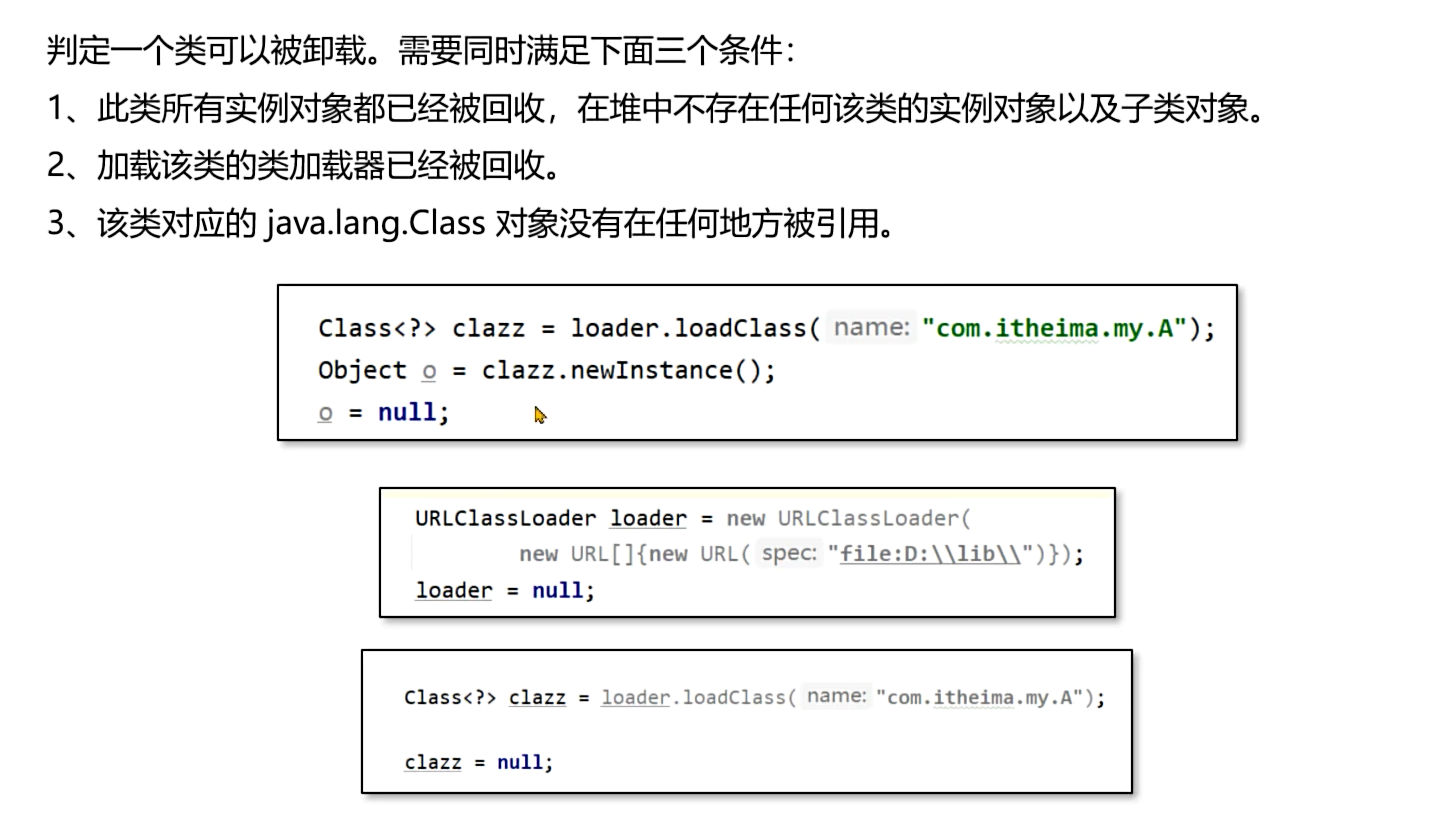 判定一个类可以被卸载。需要同时满足下面三个条件：
1、此类所有实例对象都已经被回收，在堆中不存在任何该类的实例对象以及子类对象。
2、加载该类的类加载器已经被回收。
3、该类对应的 java.lang.Class 对象没有在任何地方被引用。
Class<?> clazz = loader.loadClass( name: "com.itheima.my.A");
Object o = clazz.newInstance();
o = null;
URLClassLoader loader = new URLClassLoader(
new URL[]{new URL( spec: "file:D:\\lib\\")});
loader = null;
Class<?> clazz = loader.loadClass( name: "com.itheima.my.A");
clazz = null;